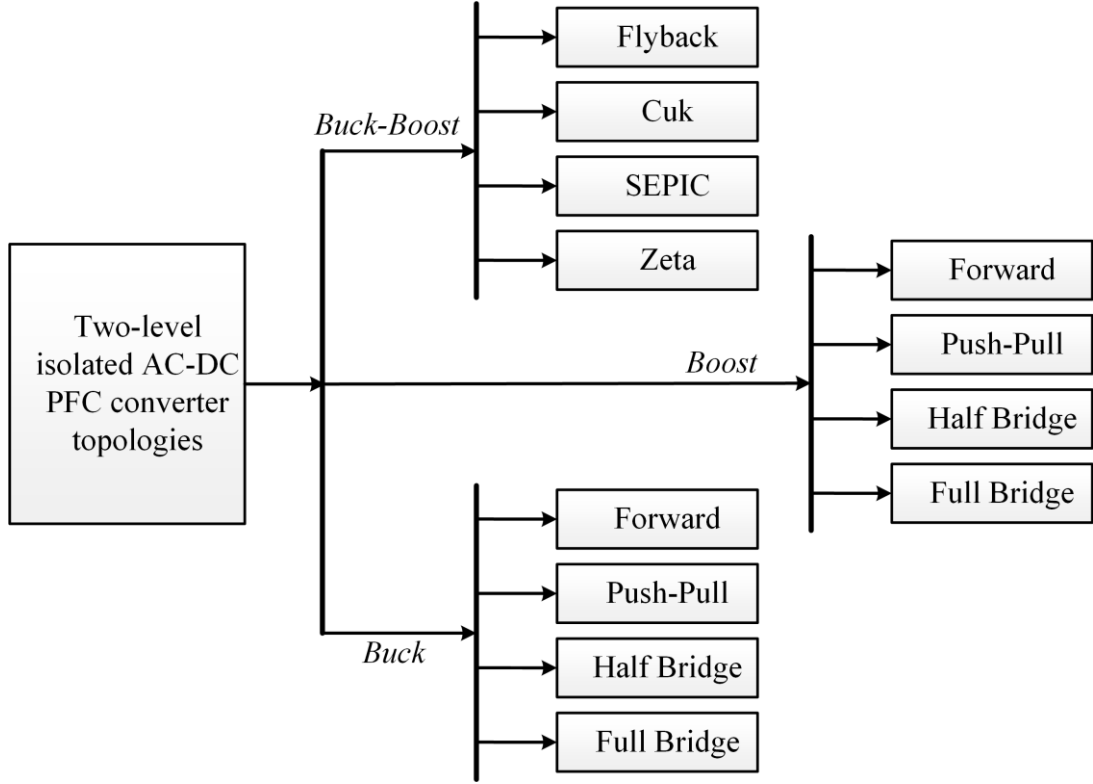 Two-level
isolated AC-DC
PFC converter
topologies
Buck-Boost
Flyback
Cuk
SEPIC
Zeta
Boost
Forward
Push-Pull
Half Bridge
Full Bridge
Buck
Forward
Push-Pull
Half Bridge
Full Bridge